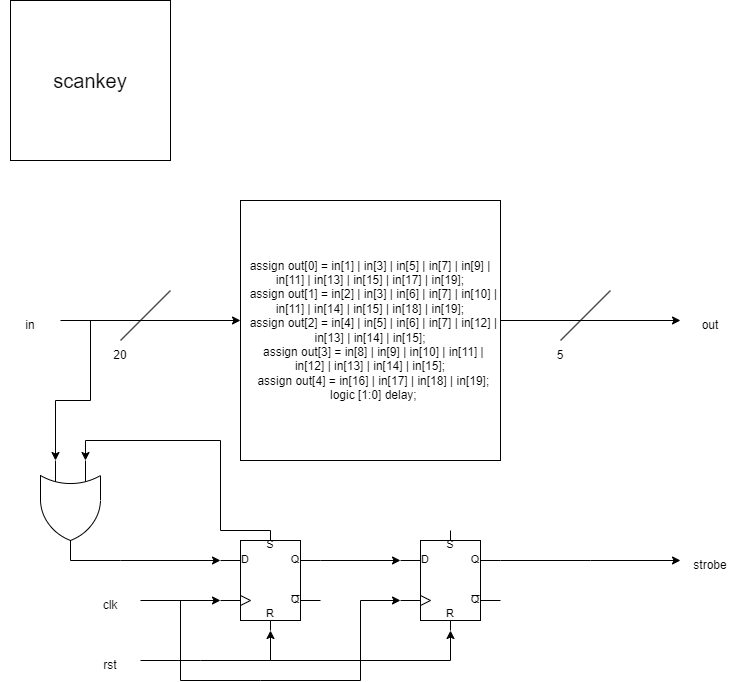 scankey
assign out[0] = in[1] | in[3] | in[5] | in[7] | in[9] |
in[11] | in[13] | in[15] | in[17] | in[19];
assign out[1] = in[2] | in[3] | in[6] | in[7] | in[10] |
in[11] | in[14] | in[15] | in[18] | in[19];
assign out[2] = in[4] | in[5] | in[6] | in[7] | in[12] |
in[13] | in[14] | in[15];
assign out[3] = in[8] | in[9] | in[10] | in[11] |
in[12] | in[13] | in[14] | in[15];
assign out[4] = in[16] | in[17] | in[18] | in[19];
logic [1:0] delay;
in
out
20
5
S
S
D
Q
D
Q
strobe
clk
Q
Q
R
R
rst